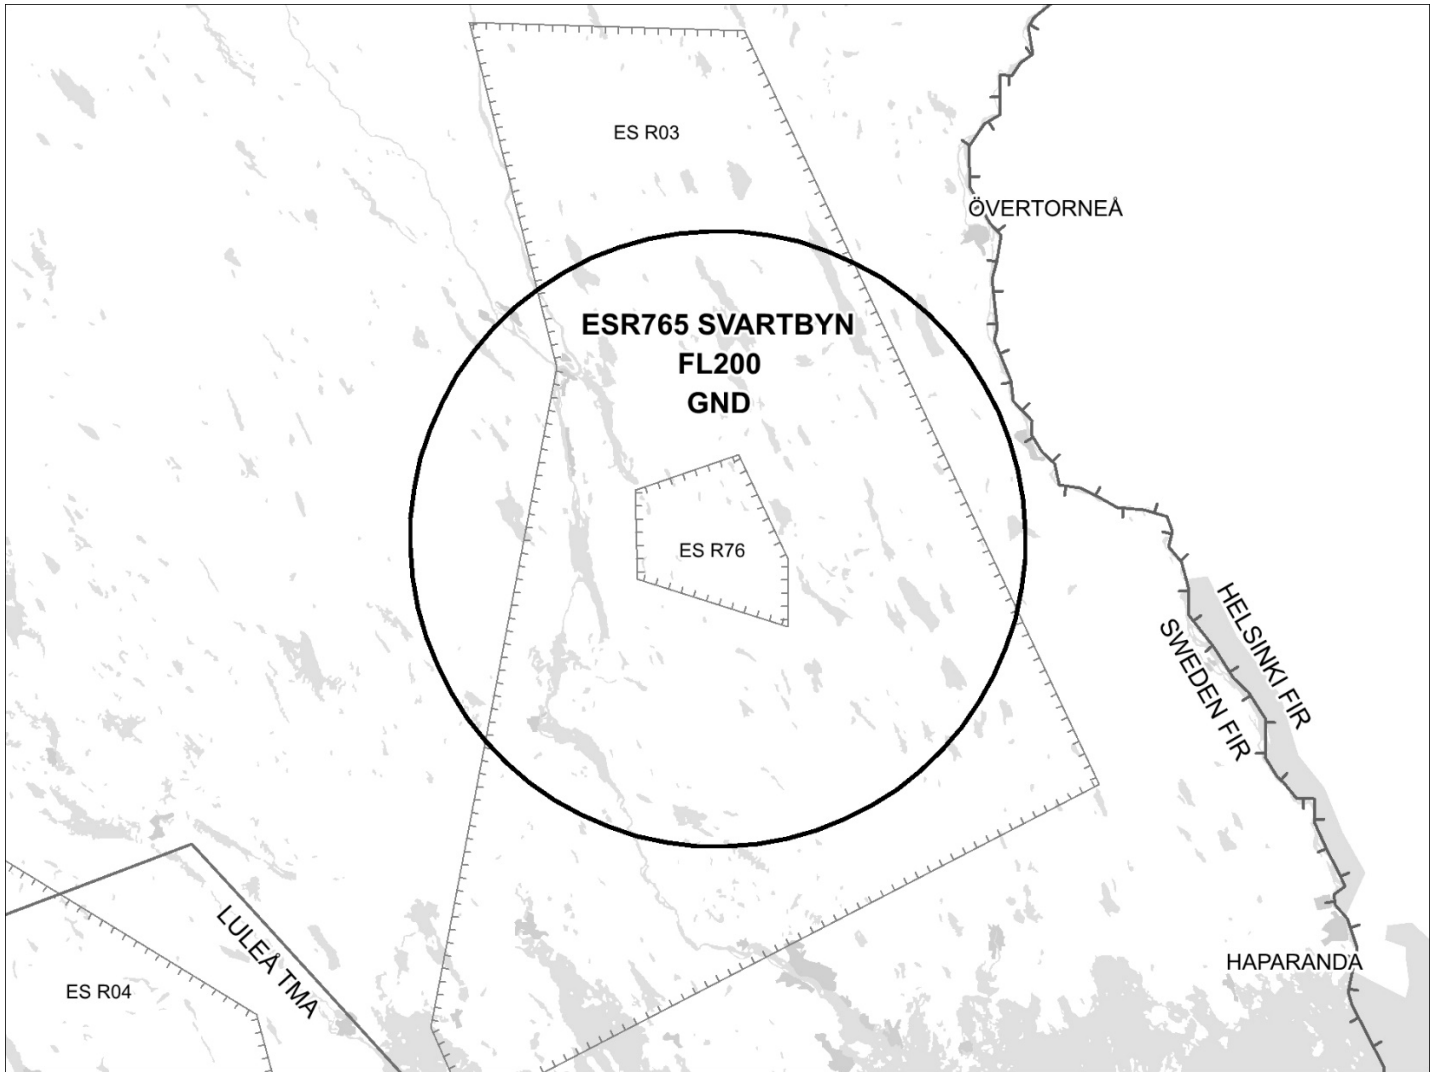 ES R03
ÖVERTORNEÅ
ESR765 SVARTBYN
FL200
GND
ES R76
HELSINKI FIR
SWEDEN FIR
LULEÅ TMA
HAPARANDA
ES R04